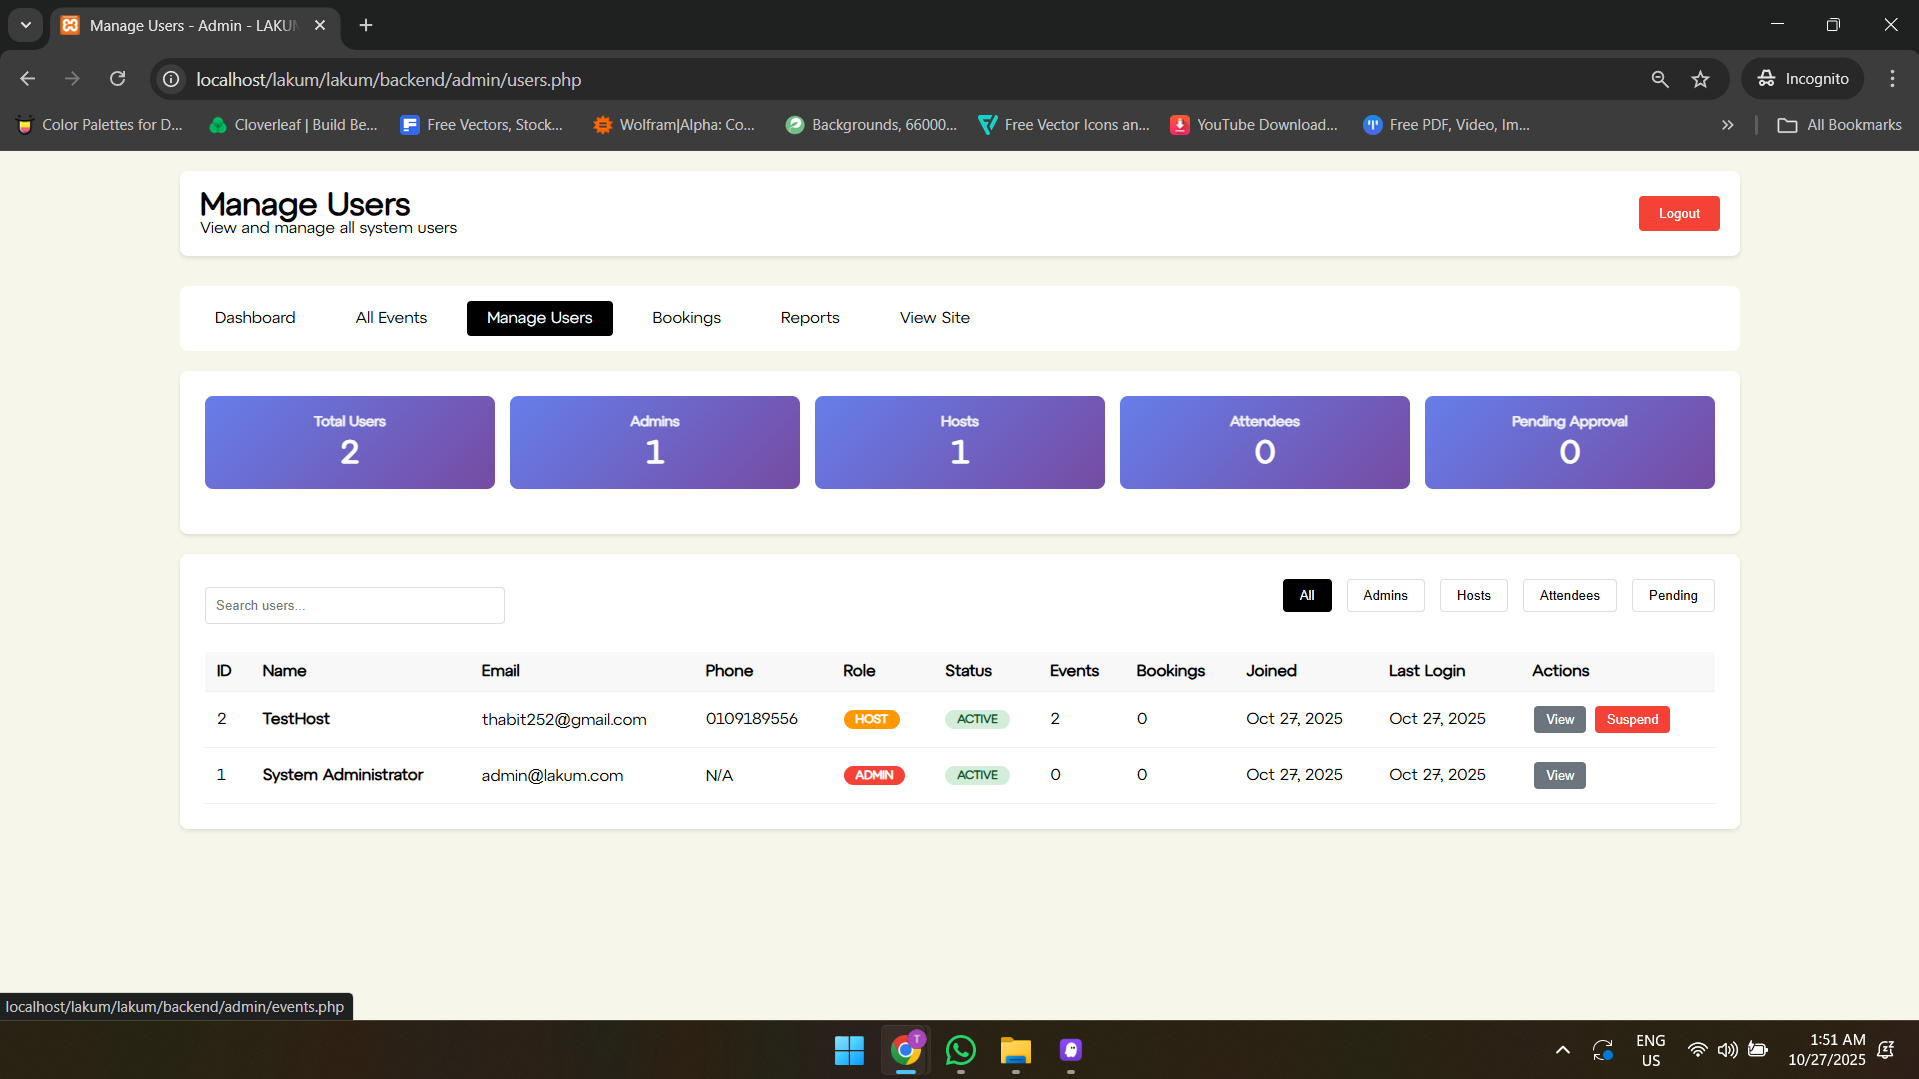 Manage Users - Admin - LAKUM
localhost/lakum/lakum/backend/admin/users.php
Incognito
Color Palettes for D...
Cloverleaf | Build Be...
Free Vectors, Stock...
Wolfram|Alpha: Co...
Backgrounds, 66000...
Free Vector Icons an...
YouTube Download...
Free PDF, Video, Im...
All Bookmarks
Manage Users
View and manage all system users
Logout
Dashboard
All Events
Manage Users
Bookings
Reports
View Site
Total Users
2
Admins
1
Hosts
1
Attendees
0
Pending Approval
0
Search users...
All
Admins
Hosts
Attendees
Pending
ID Name Email Phone Role Status Events Bookings Joined Last Login Actions
2 TestHost thabit252@gmail.com 0109189556 HOST ACTIVE 2 0 Oct 27, 2025 Oct 27, 2025 View Suspend
1 System Administrator admin@lakum.com N/A ADMIN ACTIVE 0 0 Oct 27, 2025 Oct 27, 2025 View
localhost/lakum/lakum/backend/admin/events.php
T
ENG
US
1:51 AM
10/27/2025